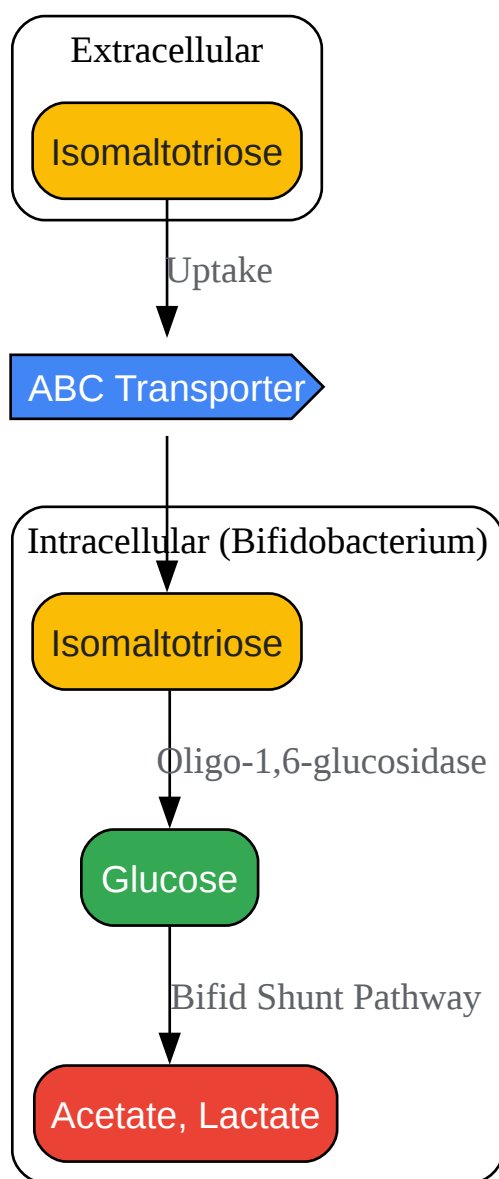 Extracellular
Isomaltotriose
Uptake
ABC Transporter
Intracellular (Bifidobacterium)
Isomaltotriose
Oligo-1,6-glucosidase
Glucose
Bifid Shunt Pathway
Acetate, Lactate